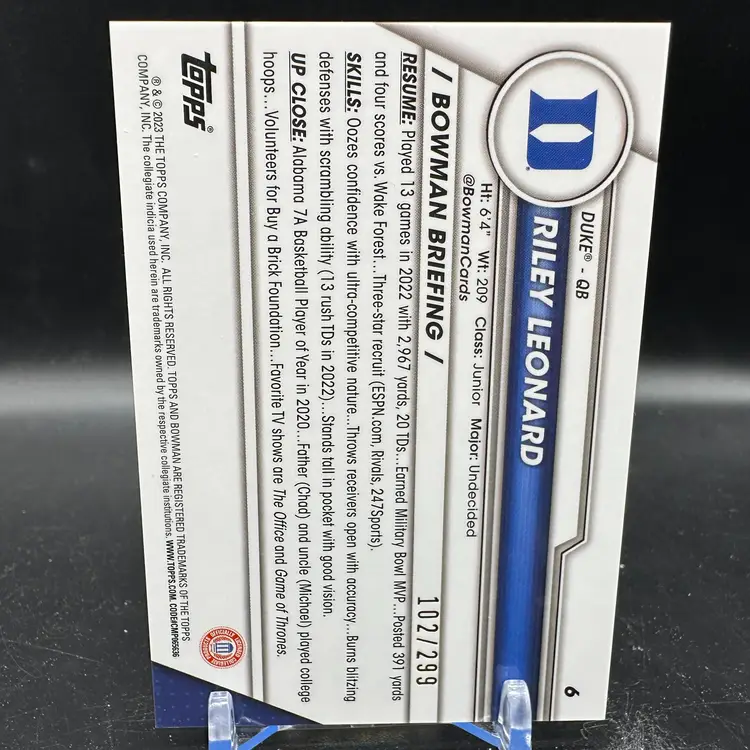 6
DUKE® - QB
RILEY LEONARD
D
Ht: 6'4" Wt: 209 Class: Junior Major: Undecided
@BowmanCards
/ BOWMAN BRIEFING /
102/299
RESUME: Played 13 games in 2022 with 2,967 yards, 20 TDs...Earned Military Bowl MVP...Posted 391 yards
and four scores vs. Wake Forest...Three-star recruit (ESPN.com, Rivals, 247Sports).
SKILLS: Oozes confidence with ultra-competitive nature...Throws receivers open with accuracy...Burns blitzing
defenses with scrambling ability (13 rush TDs in 2022)...Stands tall in pocket with good vision.
UP CLOSE: Alabama 7A Basketball Player of Year in 2020...Father (Chad) and uncle (Michael) played college
hoops...Volunteers for Buy a Brick Foundation...Favorite TV shows are The Office and Game of Thrones.
topps®
® & © 2023 THE TOPPS COMPANY, INC. ALL RIGHTS RESERVED. TOPPS AND BOWMAN ARE REGISTERED TRADEMARKS OF THE TOPPS
COMPANY, INC. The collegiate indicia used herein are trademarks owned by the respective collegiate institutions. WWW.TOPPS.COM. CODE#CMP065636
OFFICIALLY LICENSED COLLEGIATE PRODUCTS